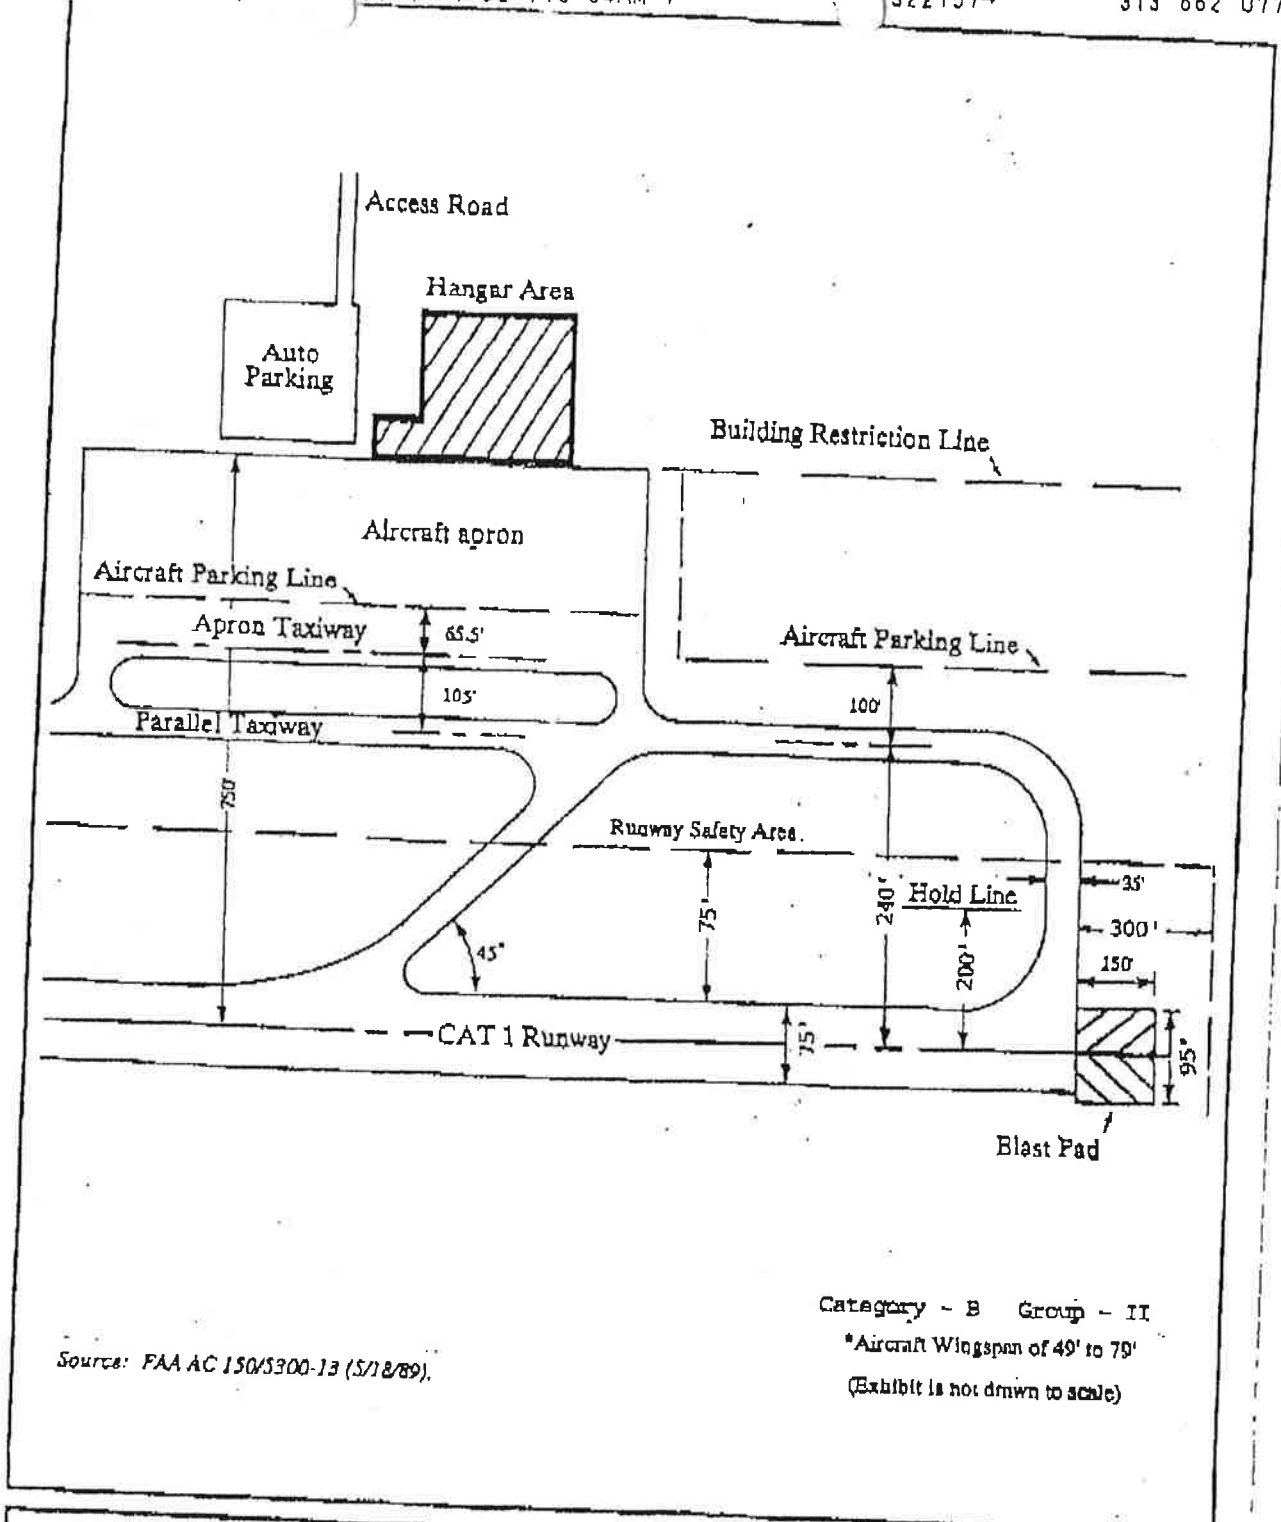 Access Road
Hangar Area
Auto
Parking
Building Restriction Line
Aircraft apron
Aircraft Parking Line
Apron Taxiway
65.5'
Aircraft Parking Line
105'
100'
Parallel Taxiway
750'
Runway Safety Area
35'
Hold Line
240'
75'
300'
45°
200'
150'
CAT 1 Runway
75'
95'
Blast Pad
Category - B Group - II
*Aircraft Wingspan of 49' to 79'
(Exhibit is not drawn to scale)
Source: FAA AC 150/5300-13 (5/18/89).